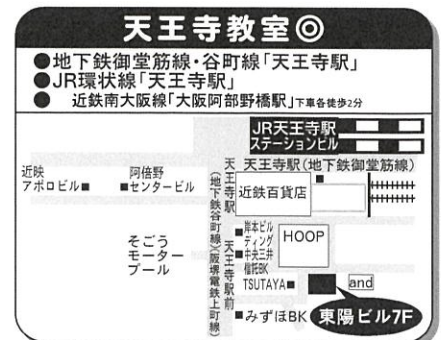 天王寺教室◎
●地下鉄御堂筋線・谷町線「天王寺駅」
●JR環状線「天王寺駅」
● 近鉄南大阪線「大阪阿部野橋駅」下車各徒歩2分
JR天王寺駅
ステーションビル
天王寺駅(地下鉄御堂筋線)
近映
アポロビル■
阿倍野
■センタービル
天王寺駅
(地下鉄谷町線)
近鉄百貨店
そごう
モーター
プール
天王寺駅前
(阪堺電鉄上町線)
岸本ビル
ディング
■中央三井
信託BK
HOOP
TSUTAYA■
and
■みずほBK
東陽ビル7F